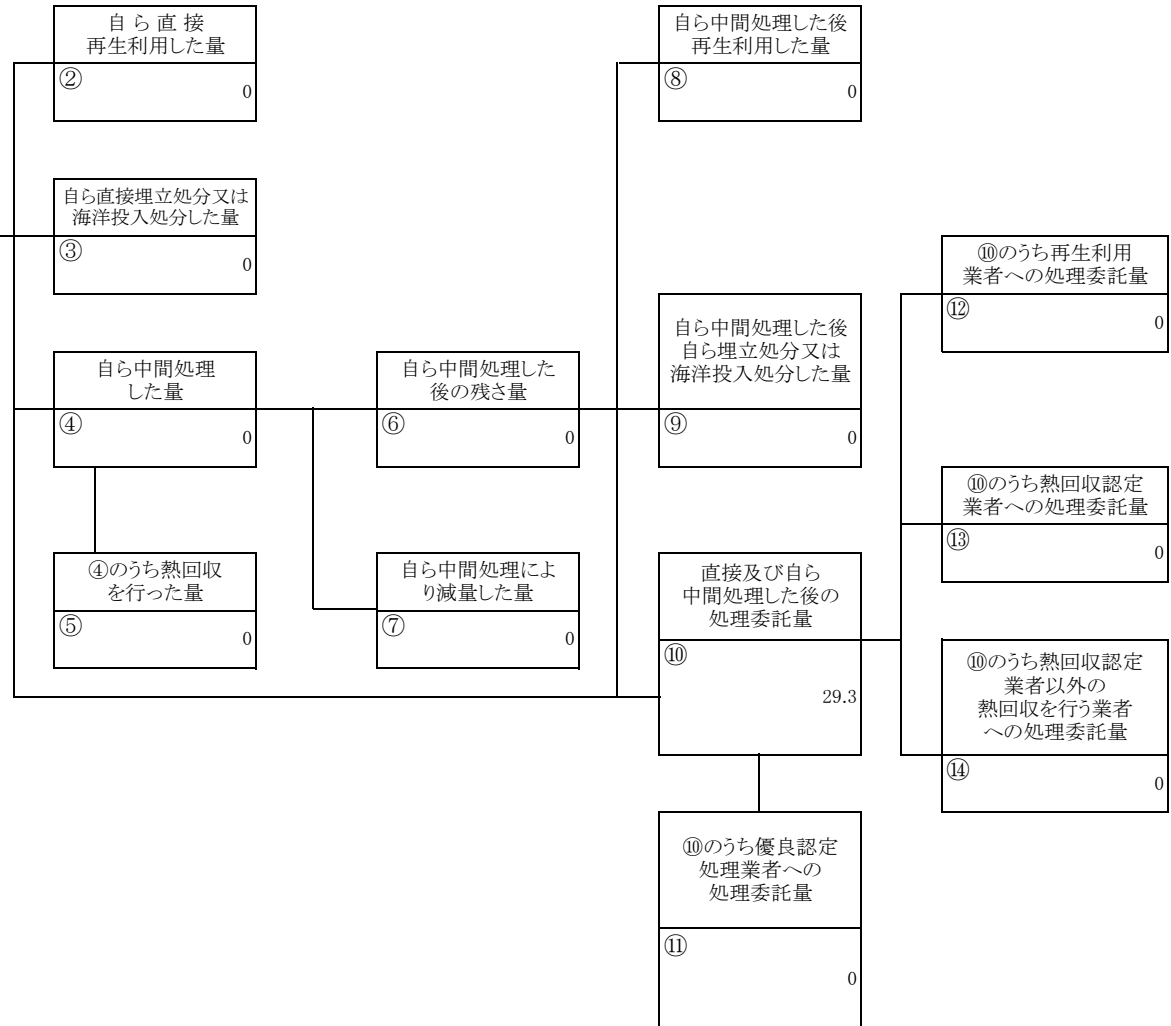 自 ら 直 接
再生利用した量
②
0
自ら直接埋立処分又は
海洋投入処分した量
③
0
自ら中間処理
した量
④
0
④のうち熱回収
を行った量
⑤
0
自ら中間処理した
後の残さ量
⑥
0
自ら中間処理によ
り減量した量
⑦
0
自ら中間処理した後
再生利用した量
⑧
0
自ら中間処理した後
自ら埋立処分又は
海洋投入処分した量
⑨
0
直接及び自ら
中間処理した後の
処理委託量
⑩
29.3
⑩のうち優良認定
処理業者への
処理委託量
⑪
0
⑩のうち再生利用
業者への処理委託量
⑫
0
⑩のうち熱回収認定
業者への処理委託量
⑬
0
⑩のうち熱回収認定
業者以外の
熱回収を行う業者
への処理委託量
⑭
0